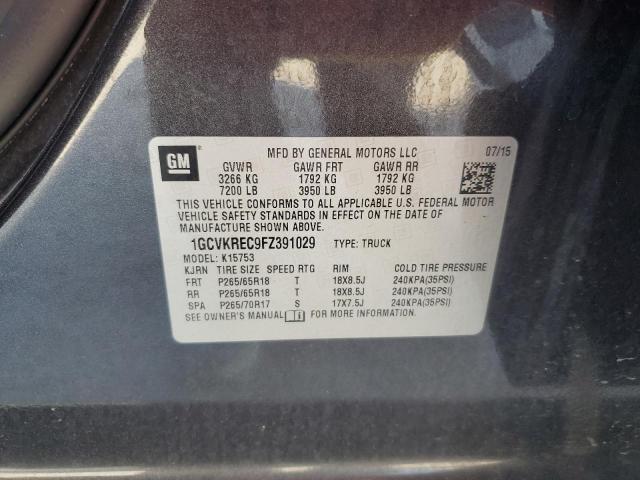 GM
MFD BY GENERAL MOTORS LLC 07/15
GVWR GAWR FRT GAWR RR
3266 KG 1792 KG 1792 KG
7200 LB 3950 LB 3950 LB
THIS VEHICLE CONFORMS TO ALL APPLICABLE U.S. FEDERAL MOTOR
VEHICLE SAFETY STANDARDS IN EFFECT ON THE DATE OF
MANUFACTURE SHOWN ABOVE.
1GCVKREC9FZ391029 TYPE: TRUCK
MODEL: K15753
KJRN TIRE SIZE SPEED RTG RIM COLD TIRE PRESSURE
FRT P265/65R18 T 18X8.5J 240KPA(35PSI)
RR P265/65R18 T 18X8.5J 240KPA(35PSI)
SPA P265/70R17 S 17X7.5J 240KPA(35PSI)
SEE OWNER'S MANUAL i FOR MORE INFORMATION.